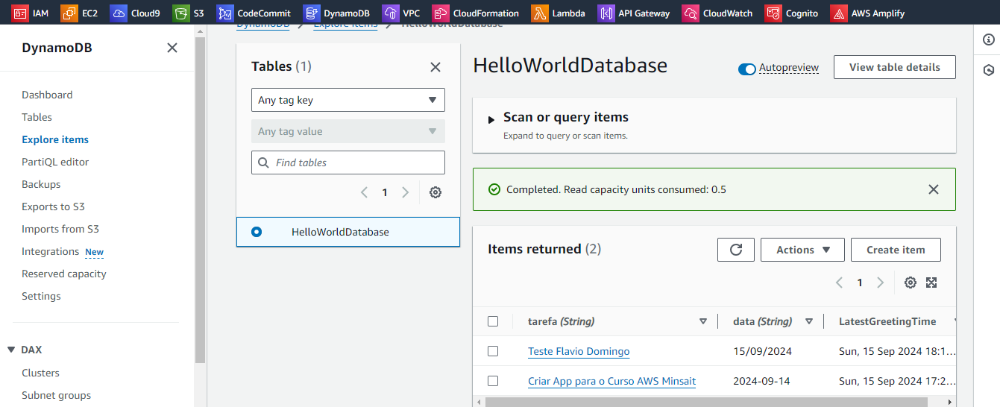 IAM EC2 Cloud9 S3 CodeCommit DynamoDB VPC CloudFormation Lambda API Gateway CloudWatch Cognito AWS Amplify
DynamoDB
Dashboard
Tables
Explore items
PartiQL editor
Backups
Exports to S3
Imports from S3
Integrations New
Reserved capacity
Settings
DAX
Clusters
Subnet groups
DynamoDB Explore items HelloWorldDatabase
Tables (1)
Any tag key
Any tag value
Find tables
1
HelloWorldDatabase
HelloWorldDatabase
Autopreview
View table details
Scan or query items
Expand to query or scan items.
Completed. Read capacity units consumed: 0.5
Items returned (2)
Actions
Create item
1
tarefa (String) data (String) LatestGreetingTime
Teste Flavio Domingo 15/09/2024 Sun, 15 Sep 2024 18:1...
Criar App para o Curso AWS Minsait 2024-09-14 Sun, 15 Sep 2024 17:2...